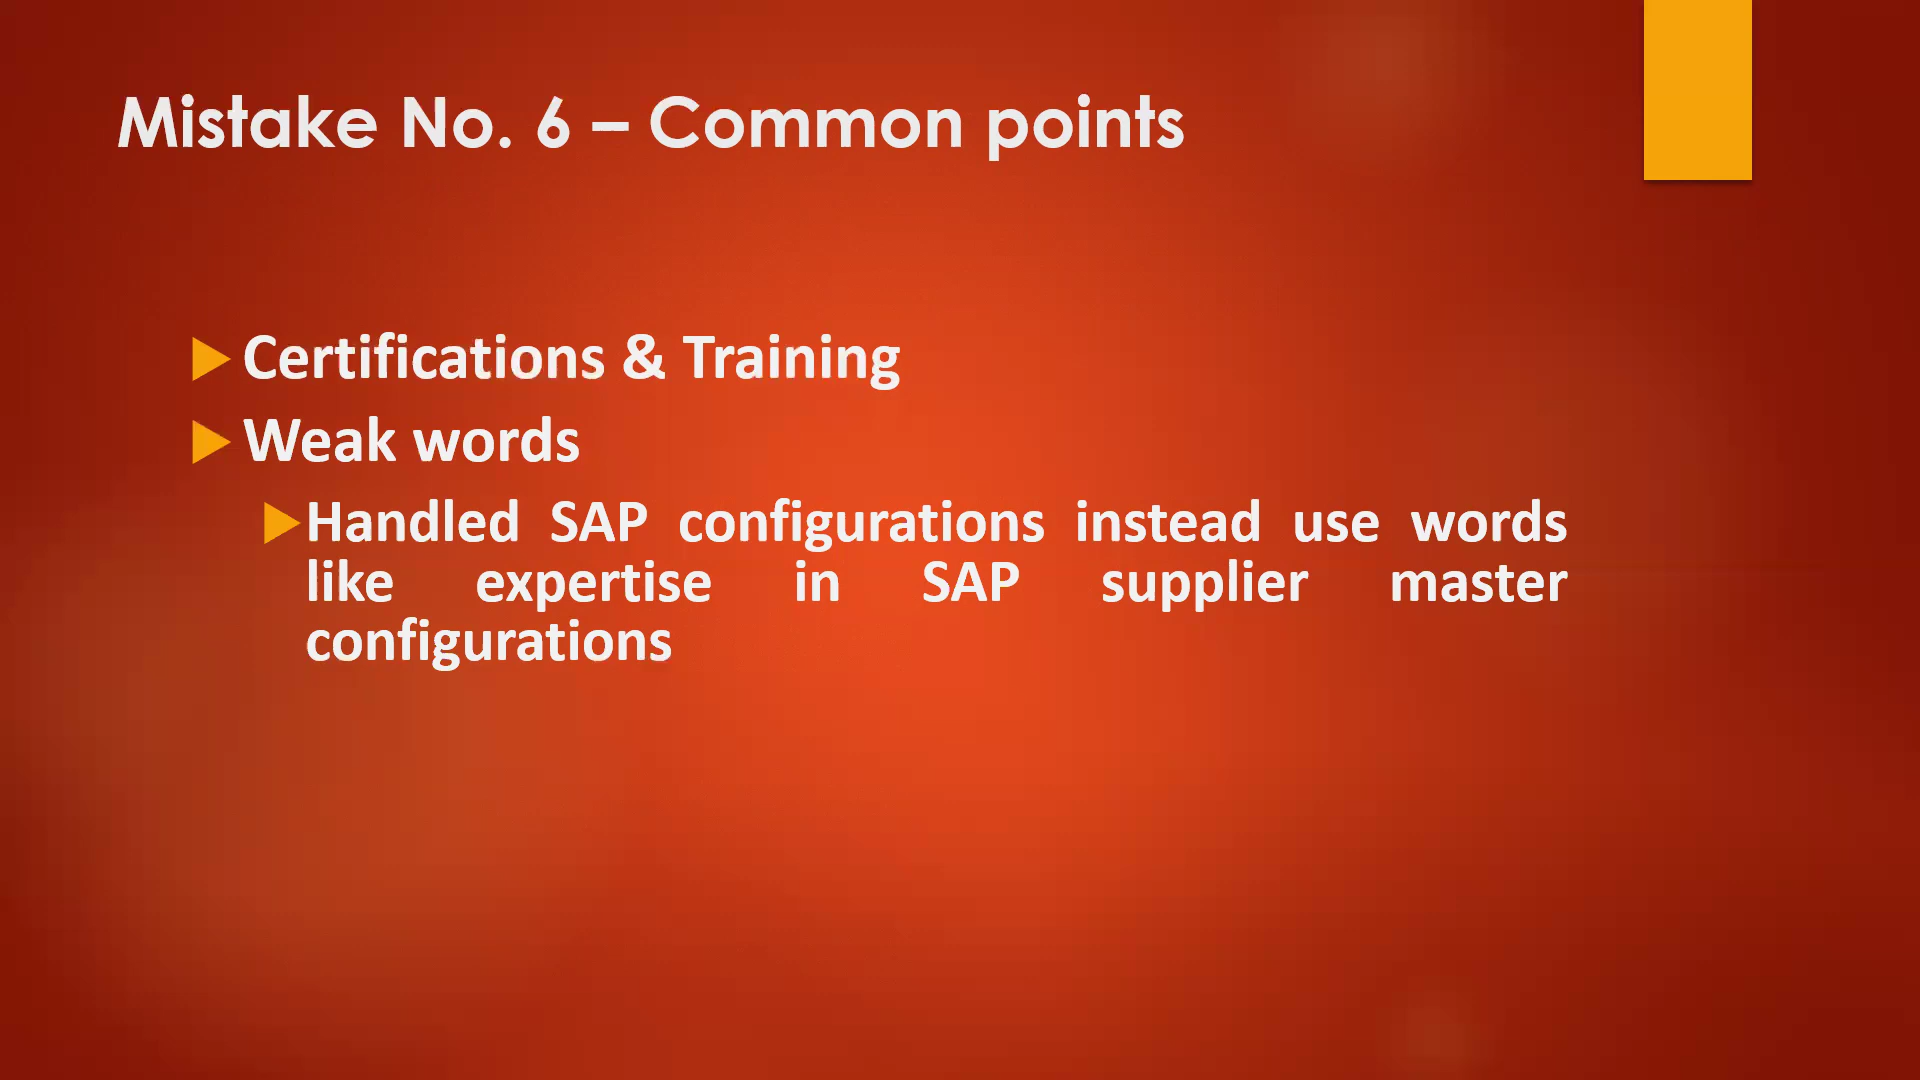 Mistake No. 6 – Common points
Certifications & Training
Weak words
Handled SAP configurations instead use words
like expertise in SAP supplier master
configurations